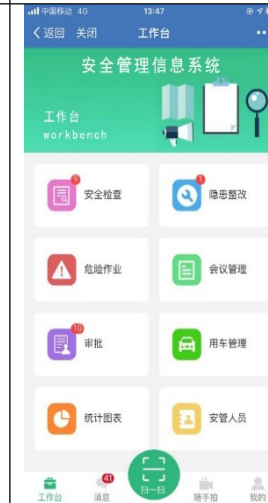 中国移动 4G 13:47
返回 关闭 工作台
安全管理信息系统
工作台
workbench
9 1
安全检查 隐患整改
危险作业 会议管理
10
审批 用车管理
统计图表 安管人员
41
扫一扫
工作台 消息 随手拍 我的